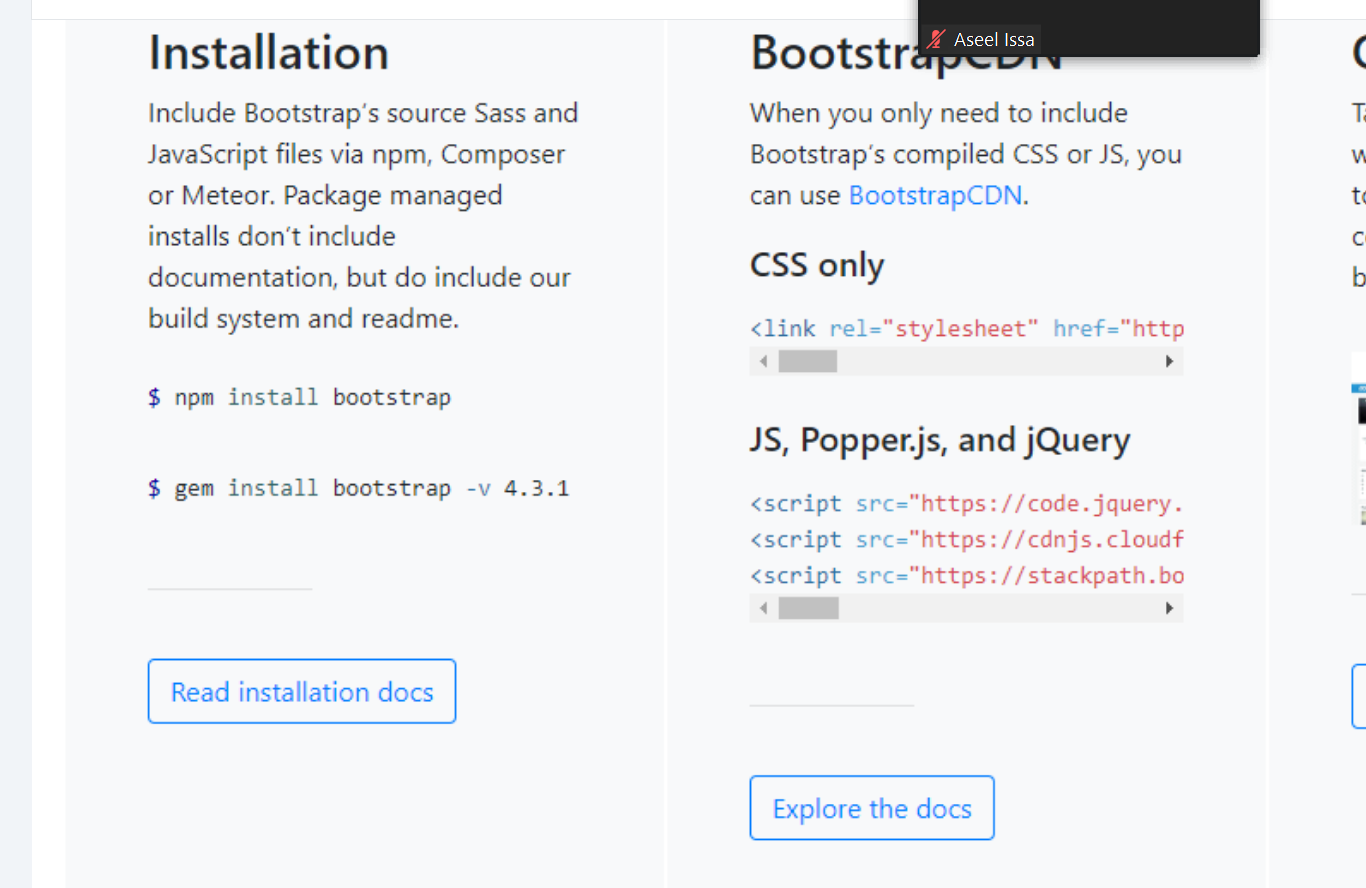 Installation
Include Bootstrap's source Sass and
JavaScript files via npm, Composer
or Meteor. Package managed
installs don't include
documentation, but do include our
build system and readme.
$ npm install bootstrap
$ gem install bootstrap -v 4.3.1
Read installation docs
Aseel Issa
BootstrapCDN
When you only need to include
Bootstrap's compiled CSS or JS, you
can use BootstrapCDN.
CSS only
<link rel="stylesheet" href="http
JS, Popper.js, and jQuery
<script src="https://code.jquery.
<script src="https://cdnjs.cloudf
<script src="https://stackpath.bo
Explore the docs